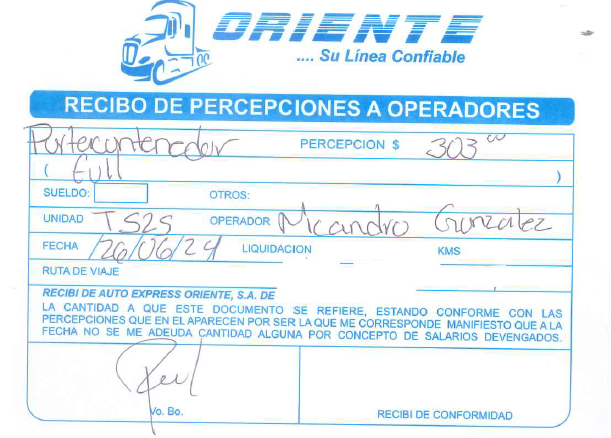 ORIENTE
.... Su Línea Confiable
RECIBO DE PERCEPCIONES A OPERADORES
Portacontenedor PERCEPCION $ 303 00
( Full )
SUELDO: OTROS:
UNIDAD TS25 OPERADOR Nicandro Gonzalez
FECHA /26/06/24 LIQUIDACION KMS
RUTA DE VIAJE
RECIBI DE AUTO EXPRESS ORIENTE, S.A. DE
LA CANTIDAD A QUE ESTE DOCUMENTO SE REFIERE, ESTANDO CONFORME CON LAS
PERCEPCIONES QUE EN EL APARECEN POR SER LA QUE ME CORRESPONDE MANIFIESTO QUE A LA
FECHA NO SE ME ADEUDA CANTIDAD ALGUNA POR CONCEPTO DE SALARIOS DEVENGADOS.
Vo. Bo. RECIBI DE CONFORMIDAD